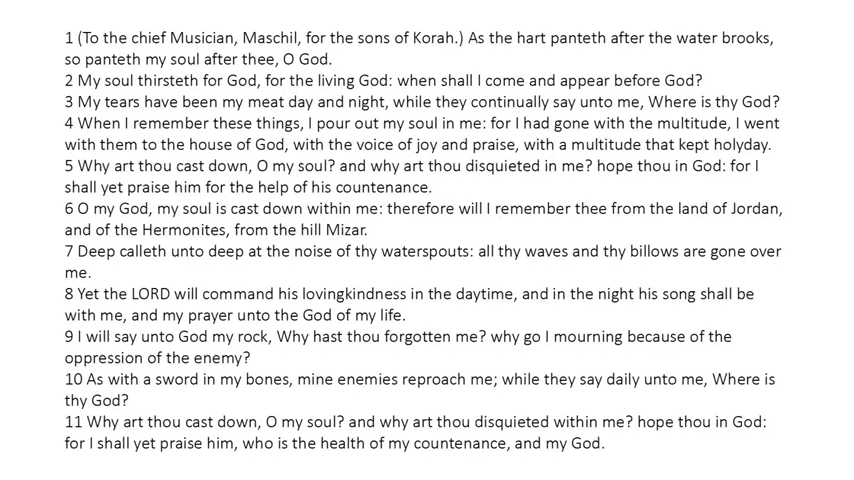 1 (To the chief Musician, Maschil, for the sons of Korah.) As the hart panteth after the water brooks,
so panteth my soul after thee, O God.
2 My soul thirsteth for God, for the living God: when shall I come and appear before God?
3 My tears have been my meat day and night, while they continually say unto me, Where is thy God?
4 When I remember these things, I pour out my soul in me: for I had gone with the multitude, I went
with them to the house of God, with the voice of joy and praise, with a multitude that kept holyday.
5 Why art thou cast down, O my soul? and why art thou disquieted in me? hope thou in God: for I
shall yet praise him for the help of his countenance.
6 O my God, my soul is cast down within me: therefore will I remember thee from the land of Jordan,
and of the Hermonites, from the hill Mizar.
7 Deep calleth unto deep at the noise of thy waterspouts: all thy waves and thy billows are gone over
me.
8 Yet the LORD will command his lovingkindness in the daytime, and in the night his song shall be
with me, and my prayer unto the God of my life.
9 I will say unto God my rock, Why hast thou forgotten me? why go I mourning because of the
oppression of the enemy?
10 As with a sword in my bones, mine enemies reproach me; while they say daily unto me, Where is
thy God?
11 Why art thou cast down, O my soul? and why art thou disquieted within me? hope thou in God:
for I shall yet praise him, who is the health of my countenance, and my God.